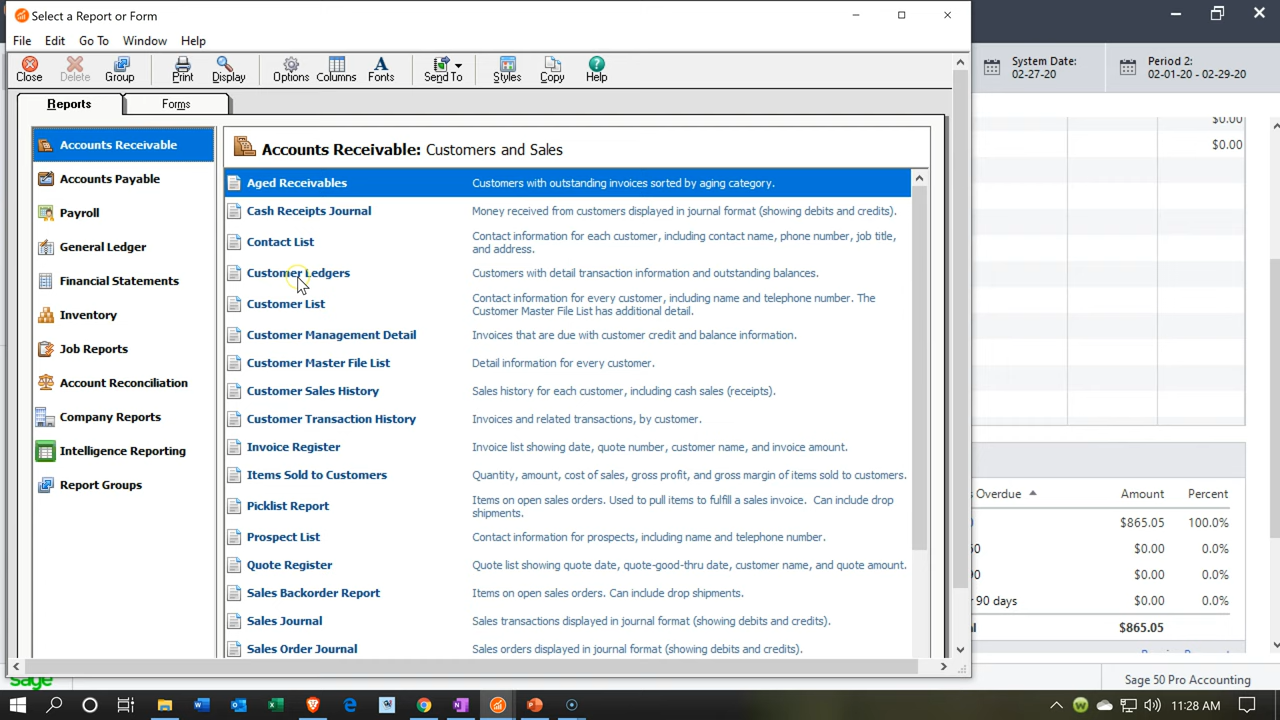 Select a Report or Form
File Edit Go To Window Help
Close Delete Group Print Display Options Columns Fonts Send To Styles Copy Help
Reports Forms
Accounts Receivable
Accounts Payable
Payroll
General Ledger
Financial Statements
Inventory
Job Reports
Account Reconciliation
Company Reports
Intelligence Reporting
Report Groups
Accounts Receivable: Customers and Sales
Aged Receivables Customers with outstanding invoices sorted by aging category.
Cash Receipts Journal Money received from customers displayed in journal format (showing debits and credits).
Contact List Contact information for each customer, including contact name, phone number, job title,
and address.
Customer Ledgers Customers with detail transaction information and outstanding balances.
Customer List Contact information for every customer, including name and telephone number. The
Customer Master File List has additional detail.
Customer Management Detail Invoices that are due with customer credit and balance information.
Customer Master File List Detail information for every customer.
Customer Sales History Sales history for each customer, including cash sales (receipts).
Customer Transaction History Invoices and related transactions, by customer.
Invoice Register Invoice list showing date, quote number, customer name, and invoice amount.
Items Sold to Customers Quantity, amount, cost of sales, gross profit, and gross margin of items sold to customers.
Picklist Report Items on open sales orders. Used to pull items to fulfill a sales invoice. Can include drop
shipments.
Prospect List Contact information for prospects, including name and telephone number.
Quote Register Quote list showing quote date, quote-good-thru date, customer name, and quote amount.
Sales Backorder Report Items on open sales orders. Can include drop shipments.
Sales Journal Sales transactions displayed in journal format (showing debits and credits).
Sales Order Journal Sales orders displayed in journal format (showing debits and credits).
System Date:
02-27-20
Period 2:
02-01-20 - 02-29-20
$0.00
$0.00
Overdue Amount Percent
$865.05 100.0%
$0.00 0.0%
$0.00 0.0%
90 days $0.00 0.0%
$865.05
sage
Sage 50 Pro Accounting
11:28 AM